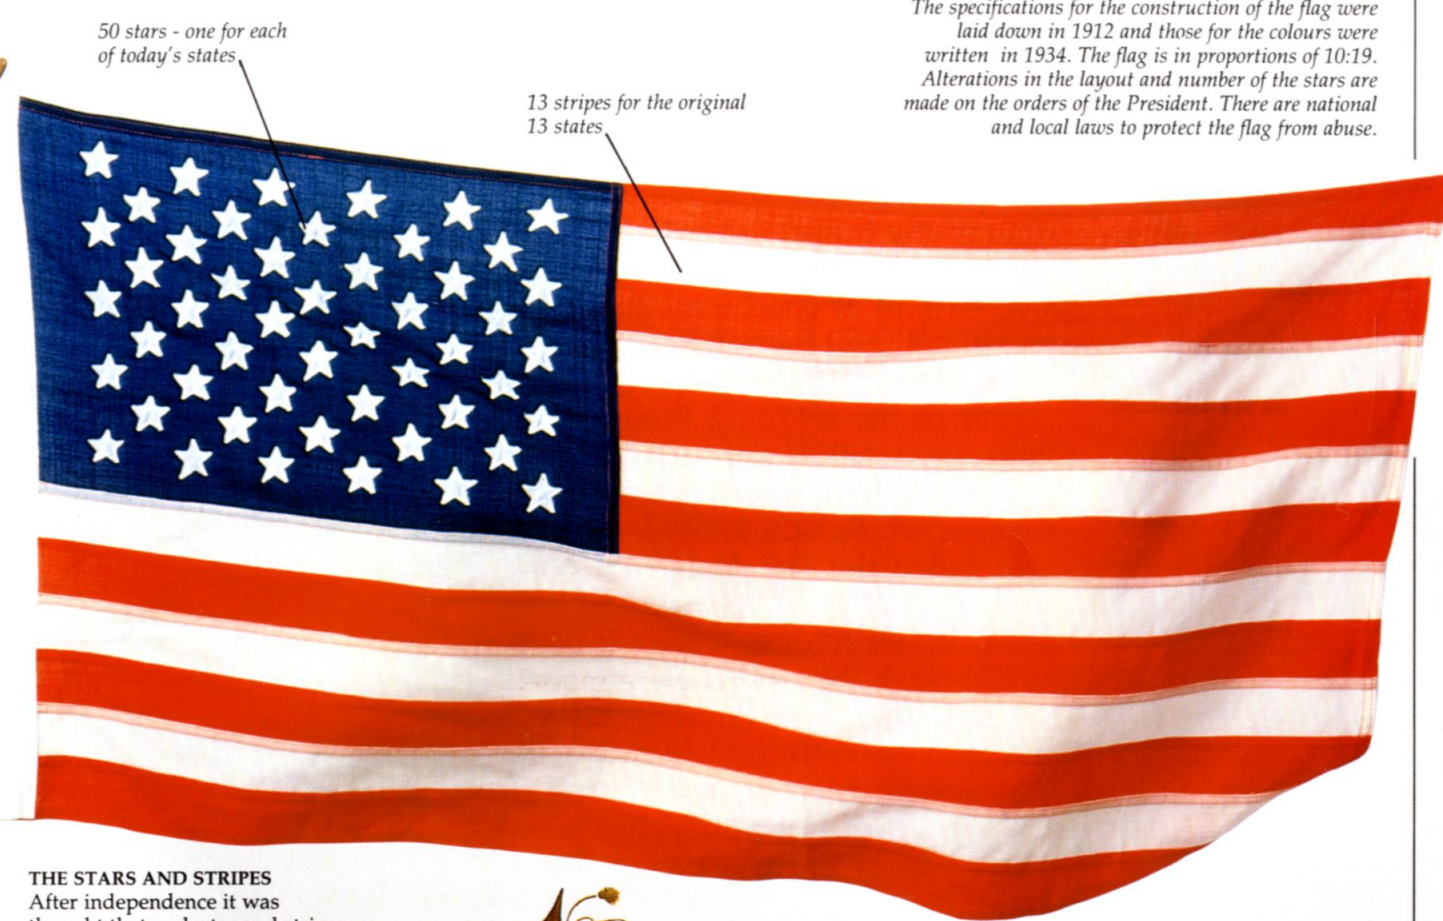 50 stars - one for each
of today's states
13 stripes for the original
13 states
The specifications for the construction of the flag were
laid down in 1912 and those for the colours were
written in 1934. The flag is in proportions of 10:19.
Alterations in the layout and number of the stars are
made on the orders of the President. There are national
and local laws to protect the flag from abuse.
THE STARS AND STRIPES
After independence it was